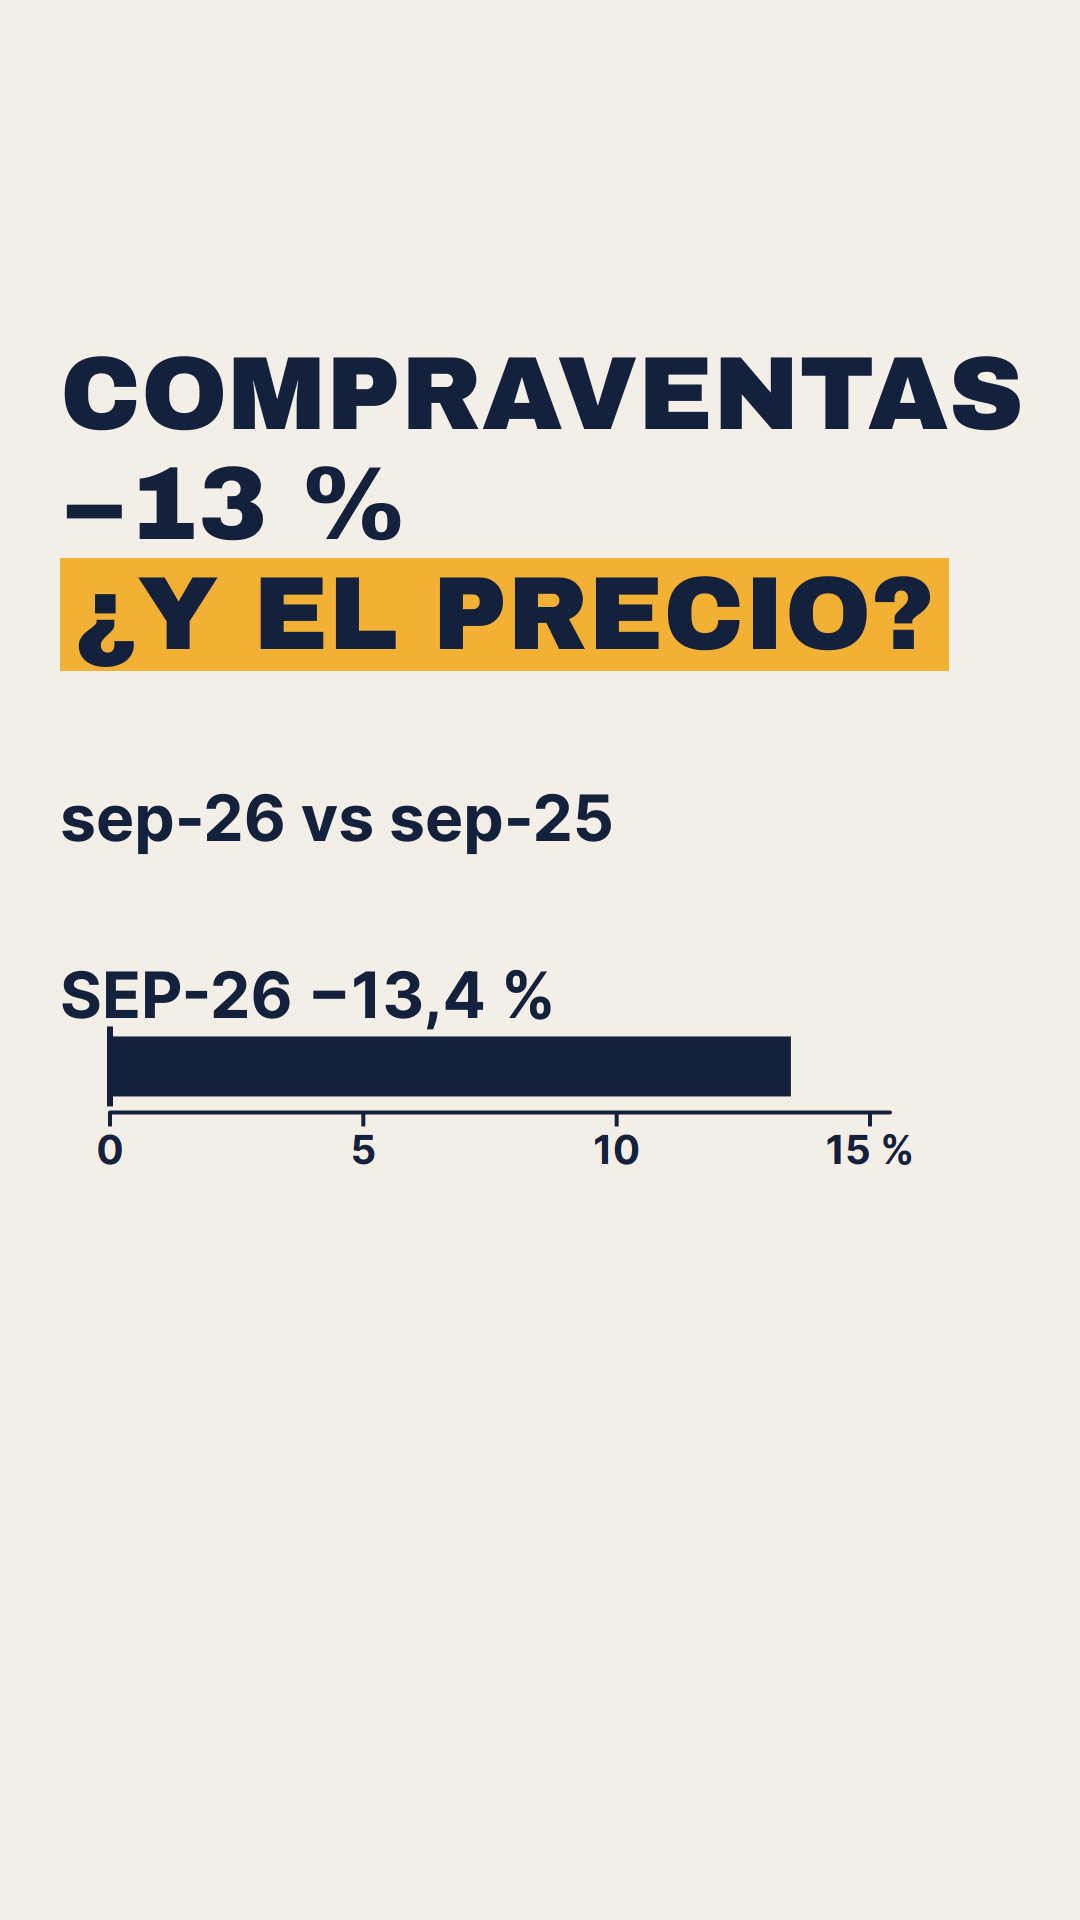 COMPRAVENTAS
−13 %
¿Y EL PRECIO?
sep-26 vs sep-25
SEP-26 −13,4 %
0 5 10 15 %